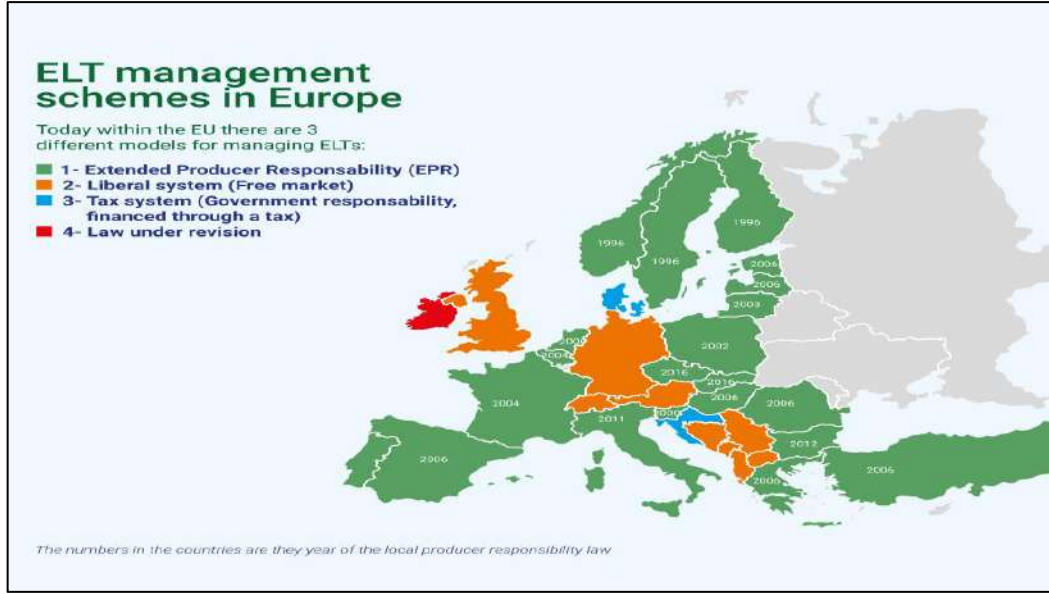 ELT management
schemes in Europe
Today within the EU there are 3
different models for managing ELTs:
1- Extended Producer Responsibility (EPR)
2- Liberal system (Free market)
3- Tax system (Government responsability,
financed through a tax)
4- Law under revision
1996
1996
1996
2006
2003
2002
2004
2016
2016
2004
2006
2006
2011
2006
2012
2006
The numbers in the countries are they year of the local producer responsibility law